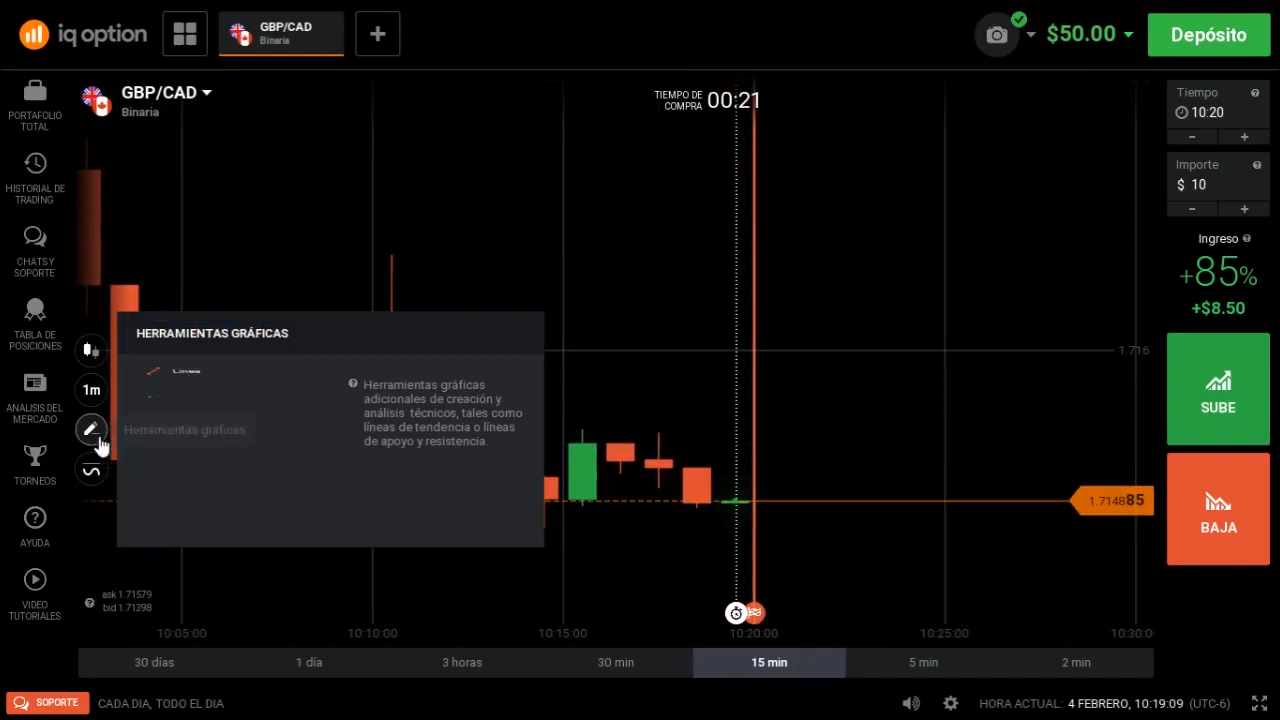 iq option
GBP/CAD
Binaria
$50.00
Depósito
PORTAFOLIO
TOTAL
HISTORIAL DE
TRADING
CHATS Y
SOPORTE
TABLA DE
POSICIONES
ANALISIS DEL
MERCADO
TORNEOS
AYUDA
VIDEO
TUTORIALES
GBP/CAD
Binaria
TIEMPO DE
COMPRA
00:21
1m
HERRAMIENTAS GRÁFICAS
Línea
Herramientas gráficas
Herramientas gráficas
adicionales de creación y
análisis técnicos, tales como
líneas de tendencia o líneas
de apoyo y resistencia.
1.716
1.714885
ask 1.71579
bid 1.71398
10:05:00
10:10:00
10:15:00
10:20:00
10:25:00
10:30:0
30 días
1 día
3 horas
30 min
15 min
5 min
2 min
Tiempo
10:20
- +
Importe
$ 10
- +
Ingreso
+85%
+$8.50
SUBE
BAJA
SOPORTE
CADA DIA, TODO EL DIA
HORA ACTUAL: 4 FEBRERO, 10:19:09 (UTC-6)